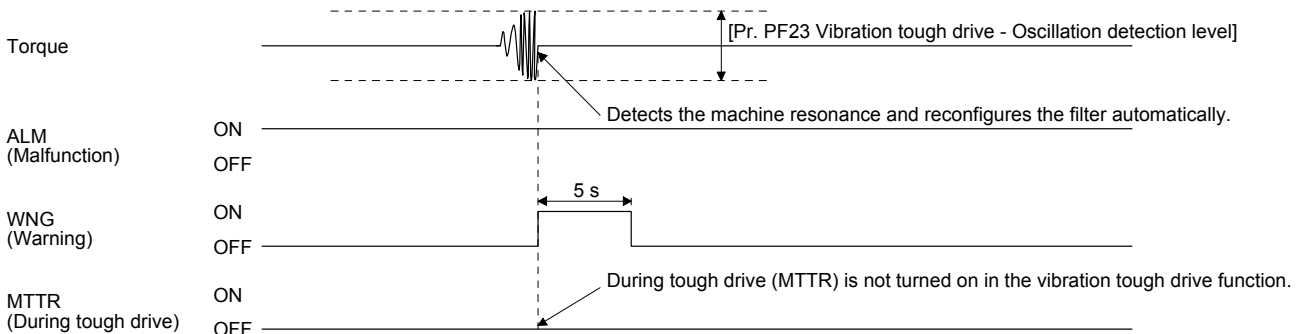 [Pr. PF23 Vibration tough drive - Oscillation detection level]
Torque
Detects the machine resonance and reconfigures the filter automatically.
ALM
(Malfunction)
ON
OFF
5 s
WNG
(Warning)
ON
OFF
During tough drive (MTTR) is not turned on in the vibration tough drive function.
MTTR
(During tough drive)
ON
OFF